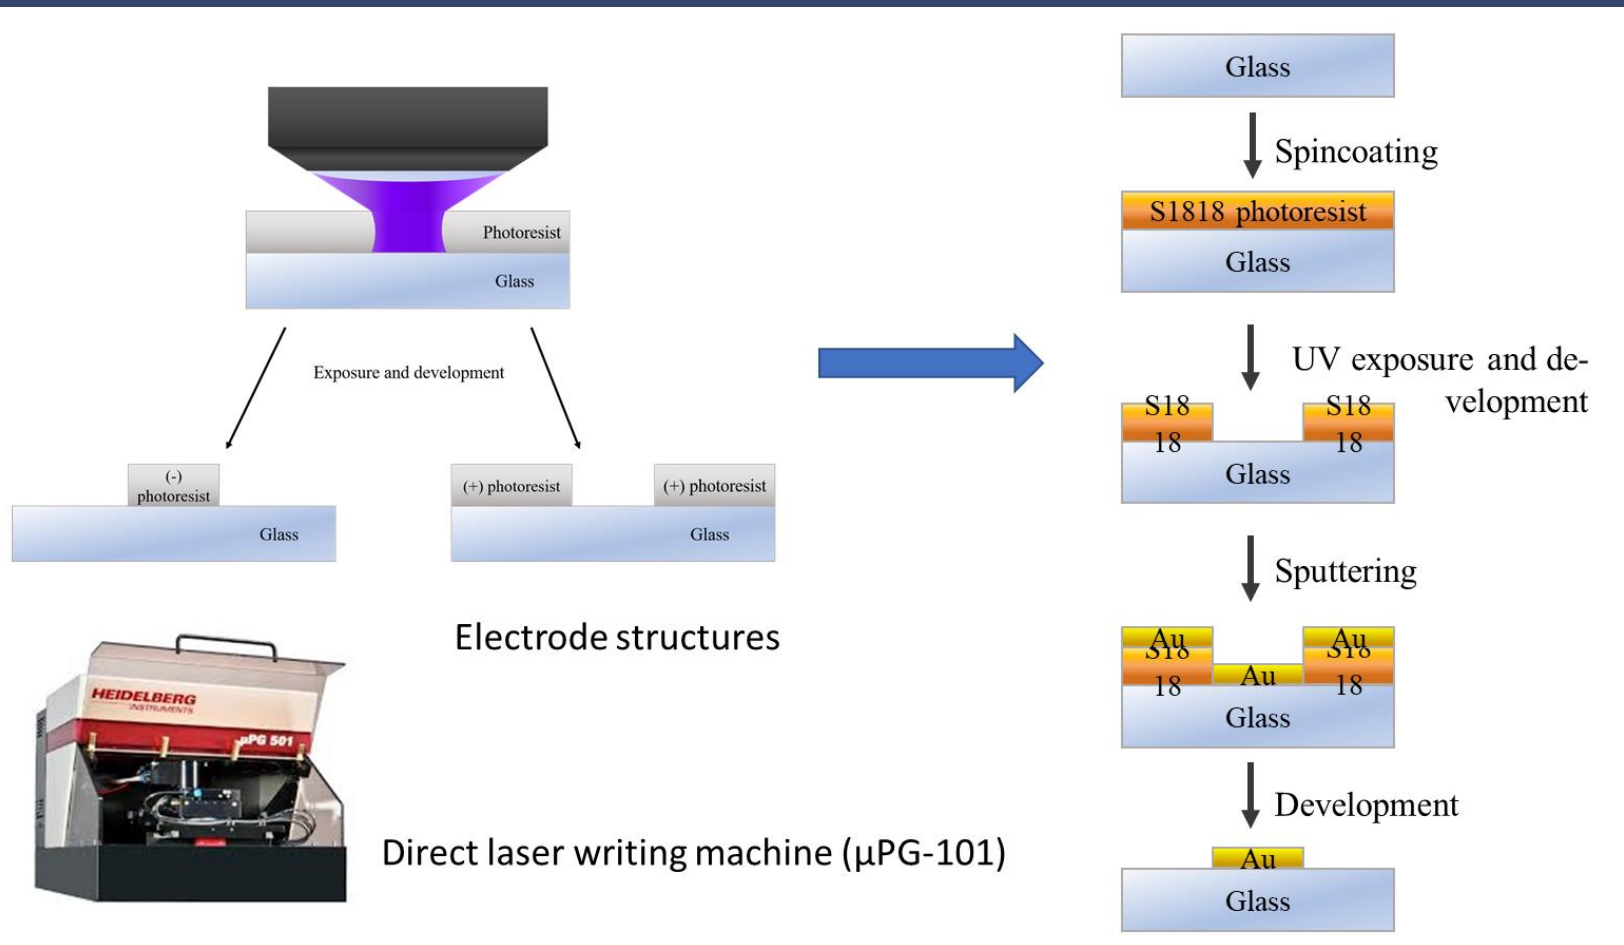 Photoresist
Glass
Exposure and development
(-)
photoresist
Glass
(+) photoresist
(+) photoresist
Glass
Electrode structures
HEIDELBERG
INSTRUMENTS
µPG 501
Direct laser writing machine (µPG-101)
Glass
Spincoating
S1818 photoresist
Glass
UV exposure and de-
velopment
S18
18
S18
18
Glass
Sputtering
Au
S18
18
Au
Au
S18
18
Glass
Development
Au
Glass